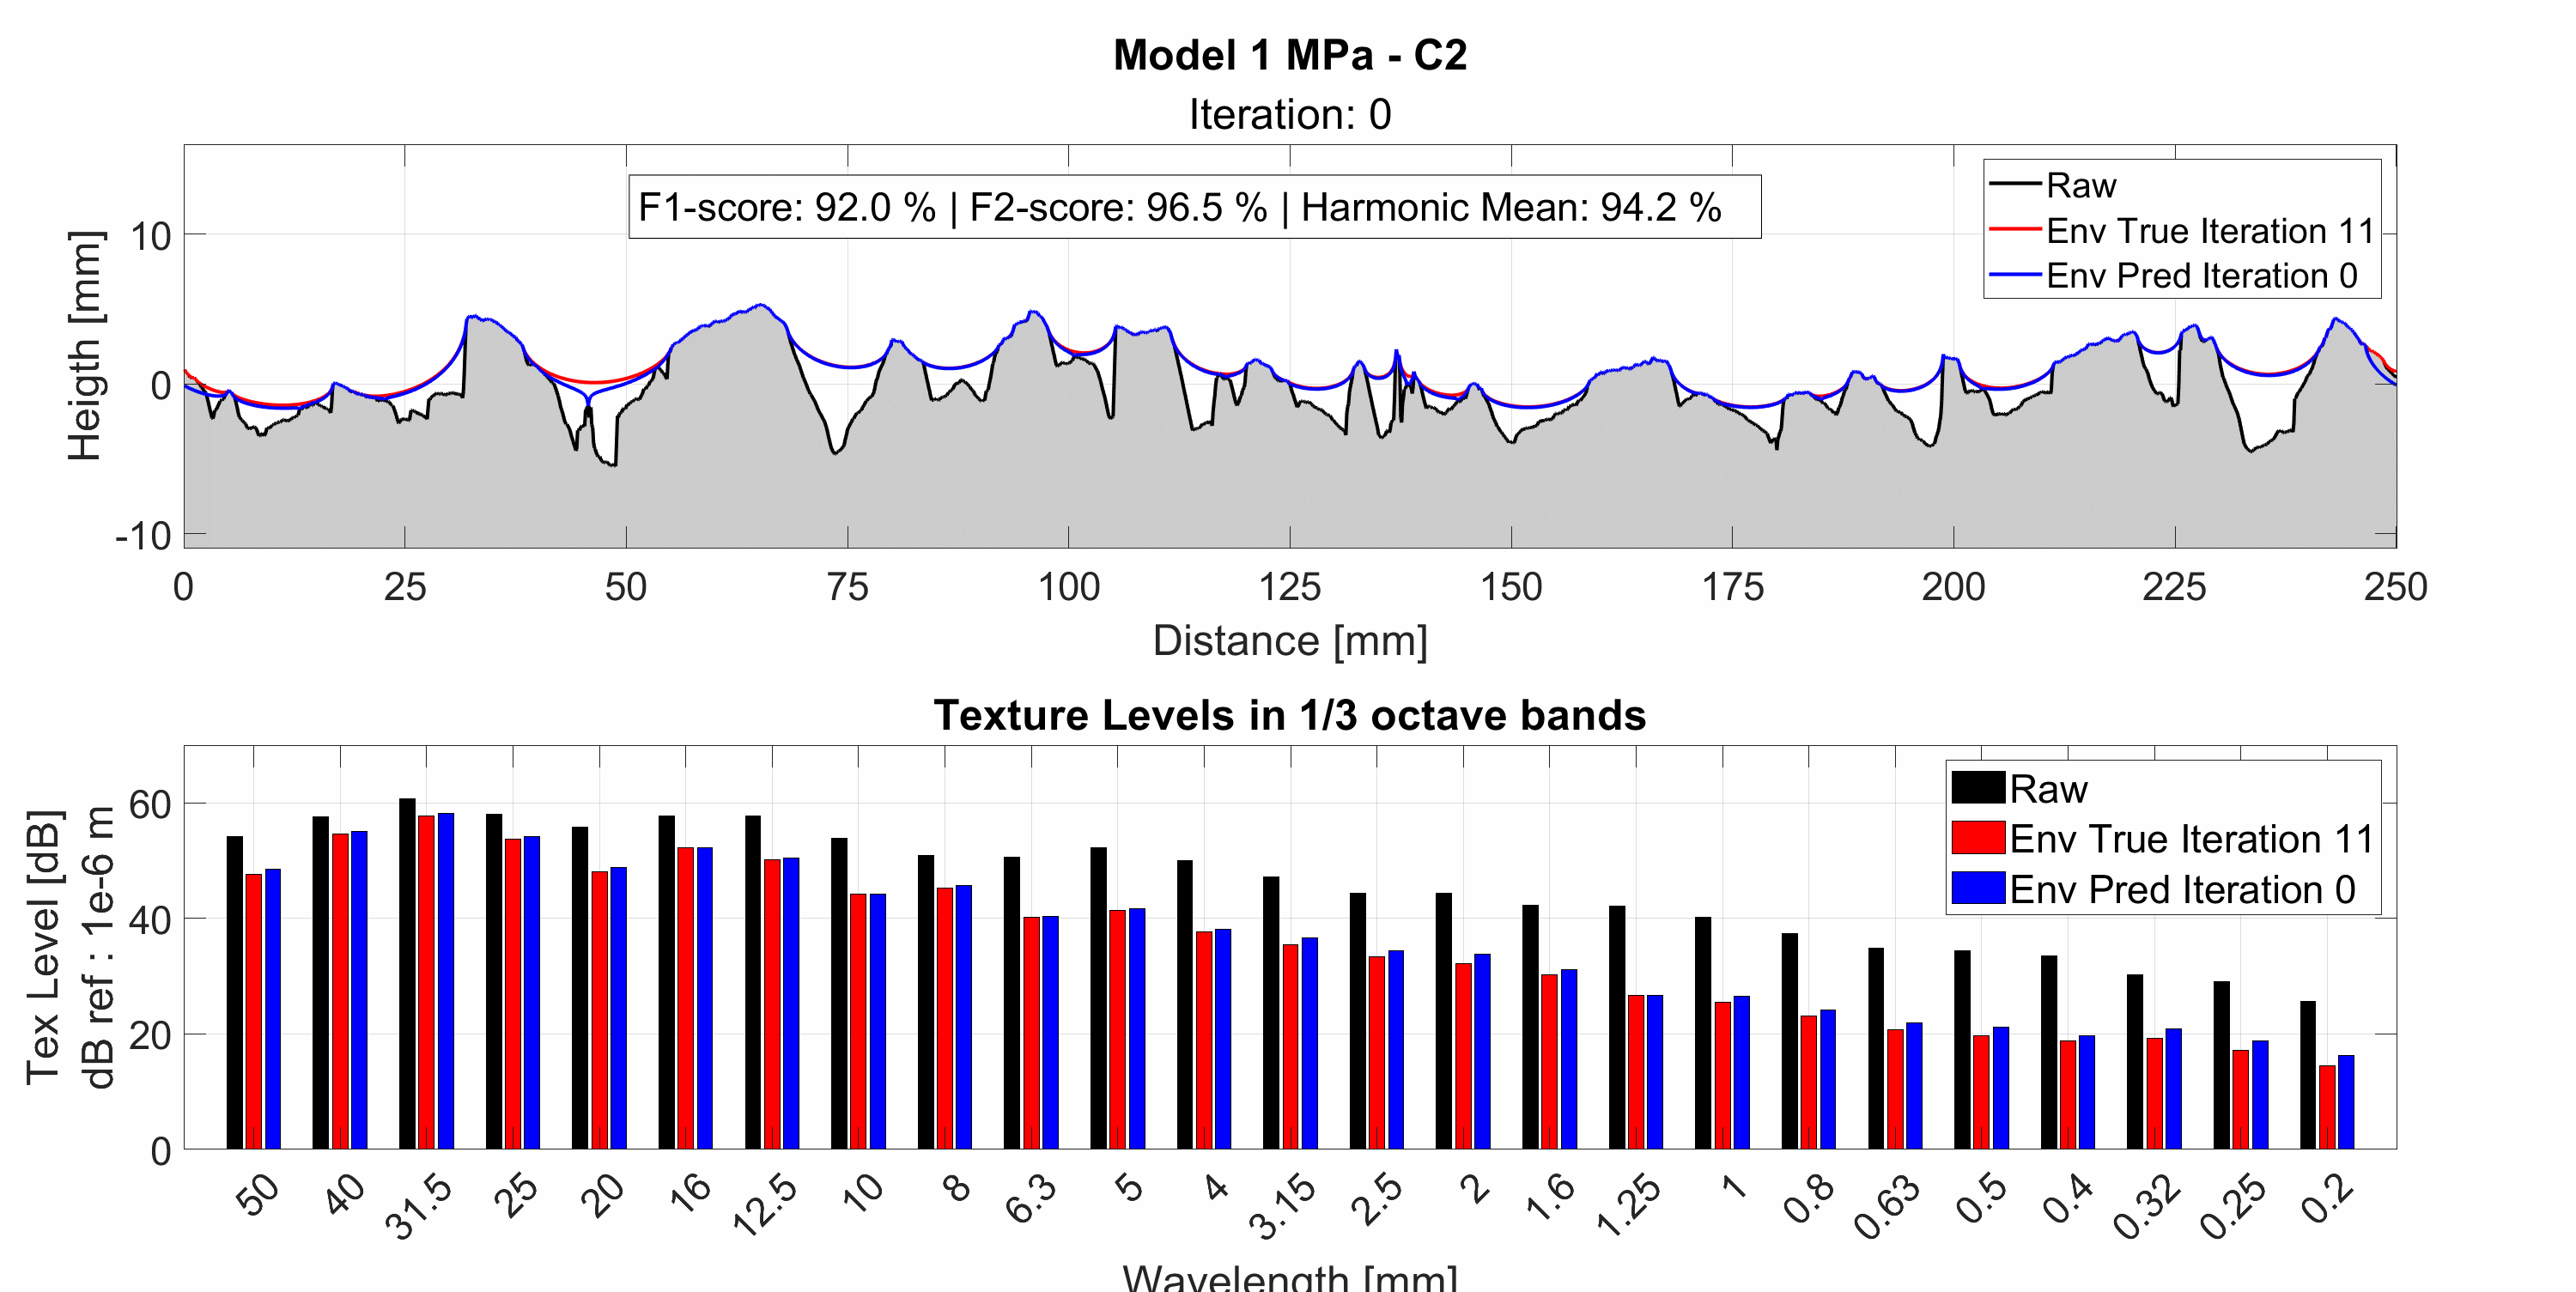 Model 1 MPa - C2
Iteration: 0
F1-score: 92.0 % | F2-score: 96.5 % | Harmonic Mean: 94.2 %
Raw
Env True Iteration 11
Env Pred Iteration 0
Heigth [mm]
10
0
-10
0 25 50 75 100 125 150 175 200 225 250
Distance [mm]
Texture Levels in 1/3 octave bands
Raw
Env True Iteration 11
Env Pred Iteration 0
Tex Level [dB]
dB ref : 1e-6 m
60
40
20
0
50 40 31.5 25 20 16 12.5 10 8 6.3 5 4 3.15 2.5 2 1.6 1.25 1 0.8 0.63 0.5 0.4 0.32 0.25 0.2
Wavelength [mm]